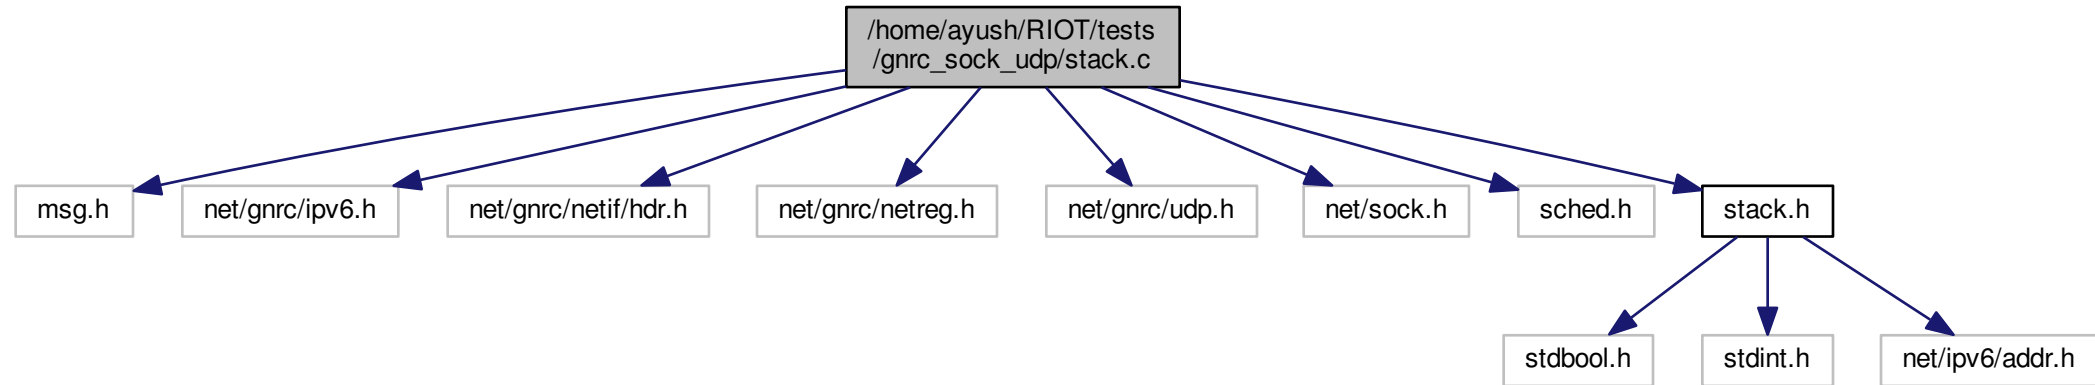 /home/ayush/RIOT/tests
/gnrc_sock_udp/stack.c
msg.h
net/gnrc/ipv6.h
net/gnrc/netif/hdr.h
net/gnrc/netreg.h
net/gnrc/udp.h
net/sock.h
sched.h
stack.h
stdbool.h
stdint.h
net/ipv6/addr.h